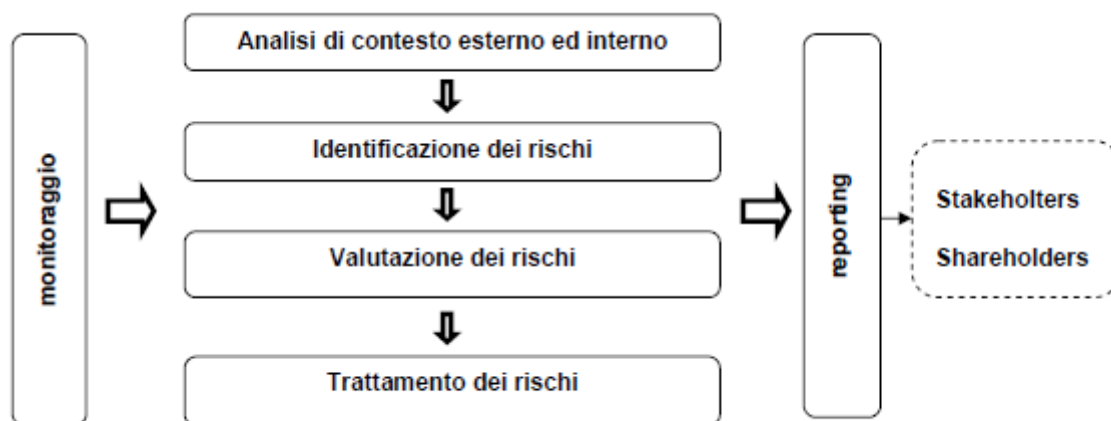 monitoraggio
Analisi di contesto esterno ed interno
Identificazione dei rischi
Valutazione dei rischi
Trattamento dei rischi
reporting
Stakeholters
Shareholders